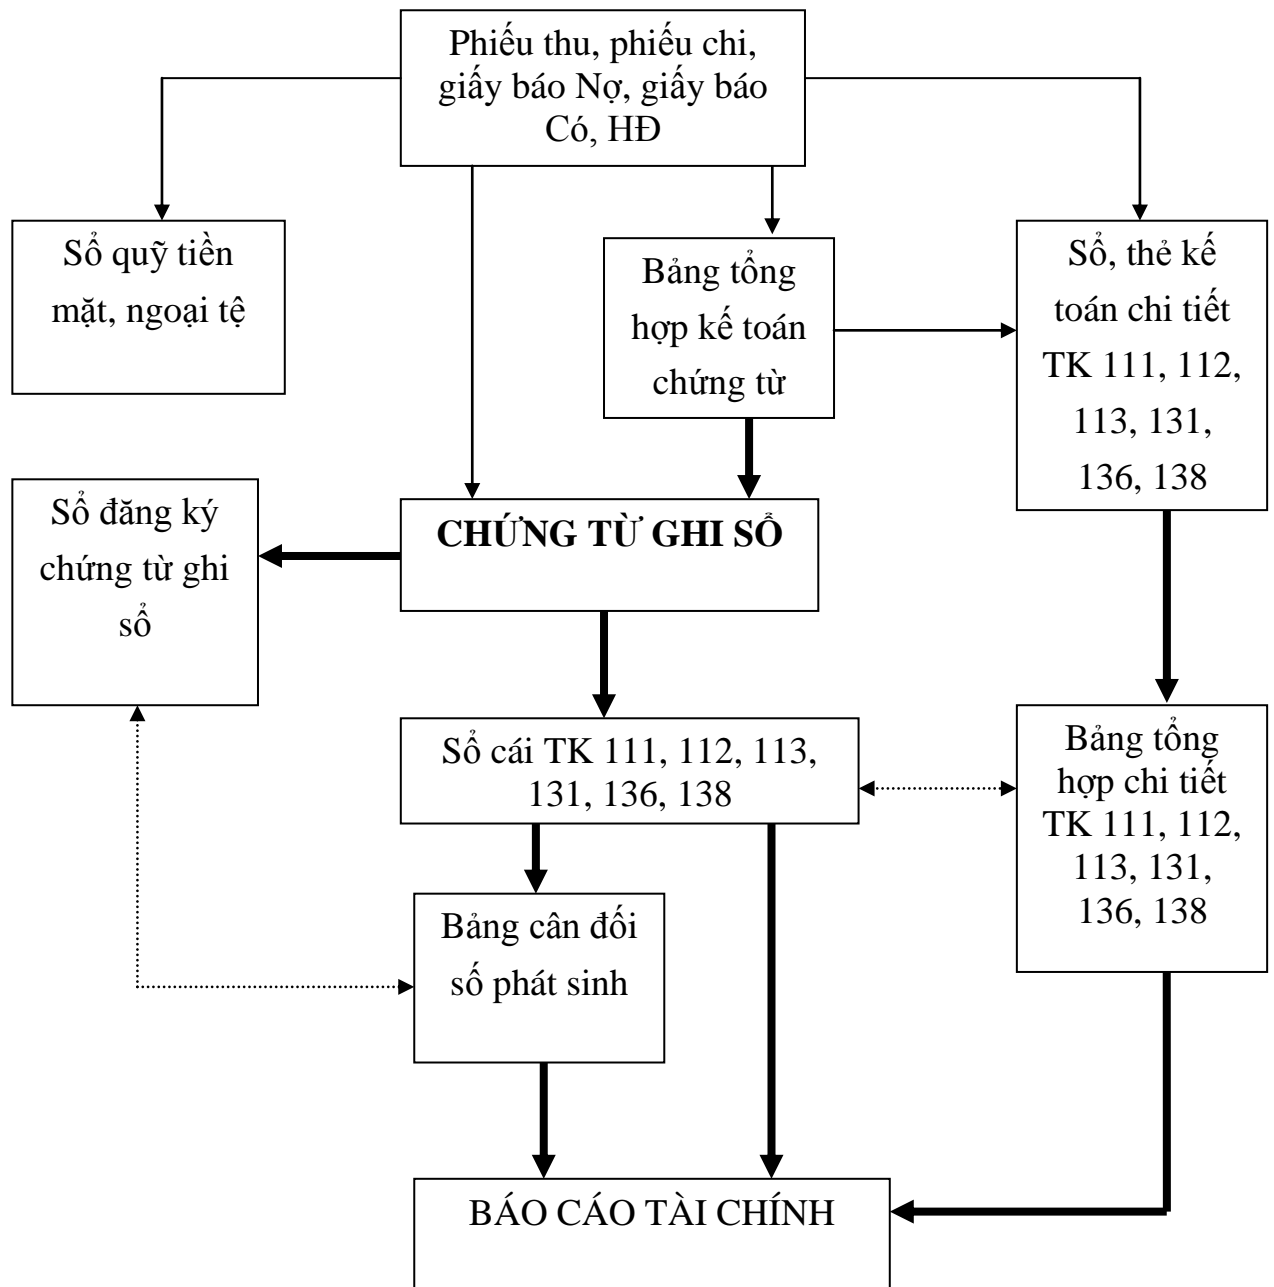 Phiếu thu, phiếu chi,
giấy báo Nợ, giấy báo
Có, HĐ
Sổ quỹ tiền
mặt, ngoại tệ
Bảng tổng
hợp kế toán
chứng từ
Sổ, thẻ kế
toán chi tiết
TK 111, 112,
113, 131,
136, 138
Sổ đăng ký
chứng từ ghi
sổ
CHỨNG TỪ GHI SỔ
Sổ cái TK 111, 112, 113,
131, 136, 138
Bảng tổng
hợp chi tiết
TK 111, 112,
113, 131,
136, 138
Bảng cân đối
số phát sinh
BÁO CÁO TÀI CHÍNH